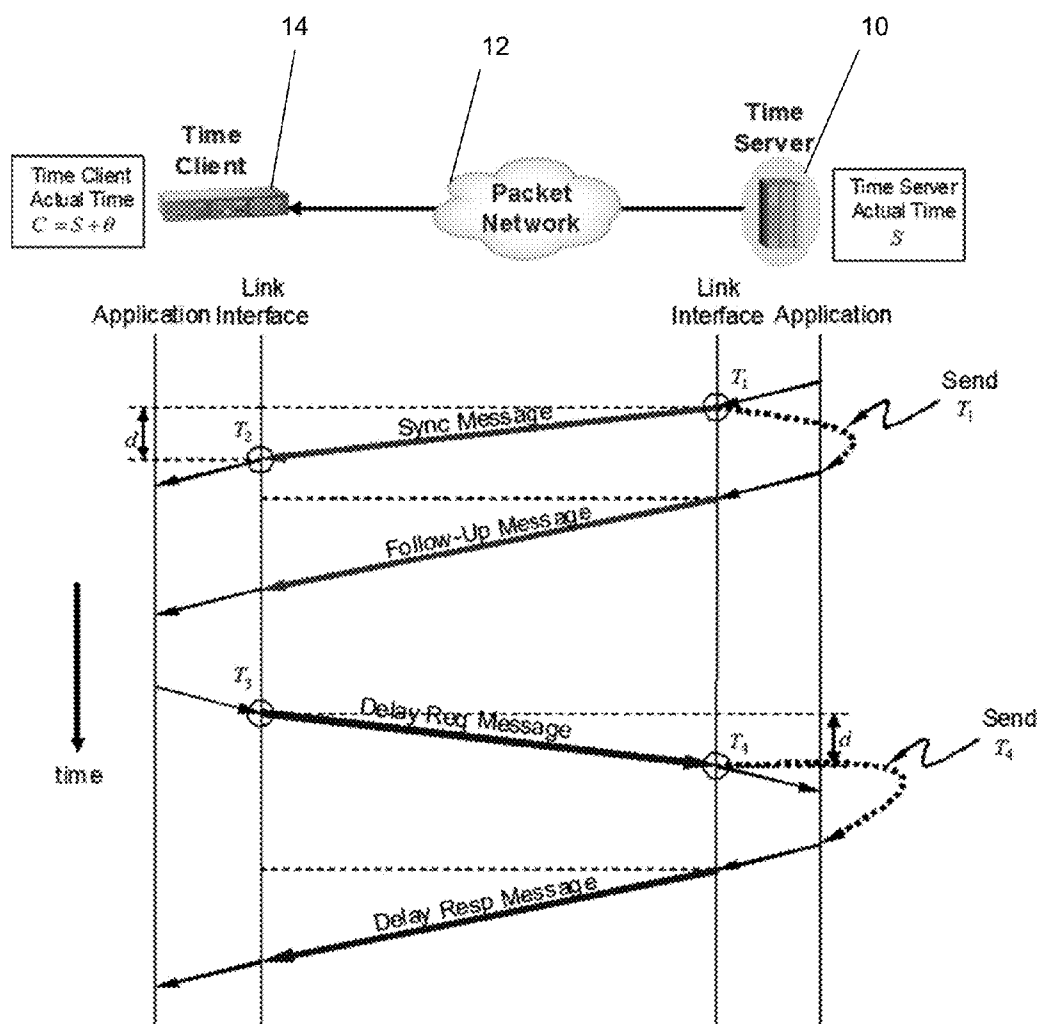 14
12
10
Time
Client
Time
Server
Packet
Network
Time Client
Actual Time
C = S + θ
Time Server
Actual Time
S
Link
Application Interface
Link
Interface Application
T₁
Send
T₁
Sync Message
d
T₂
Follow-Up Message
T₃
Delay-Req Message
T₄
d
Send
T₄
time
Delay Resp Message